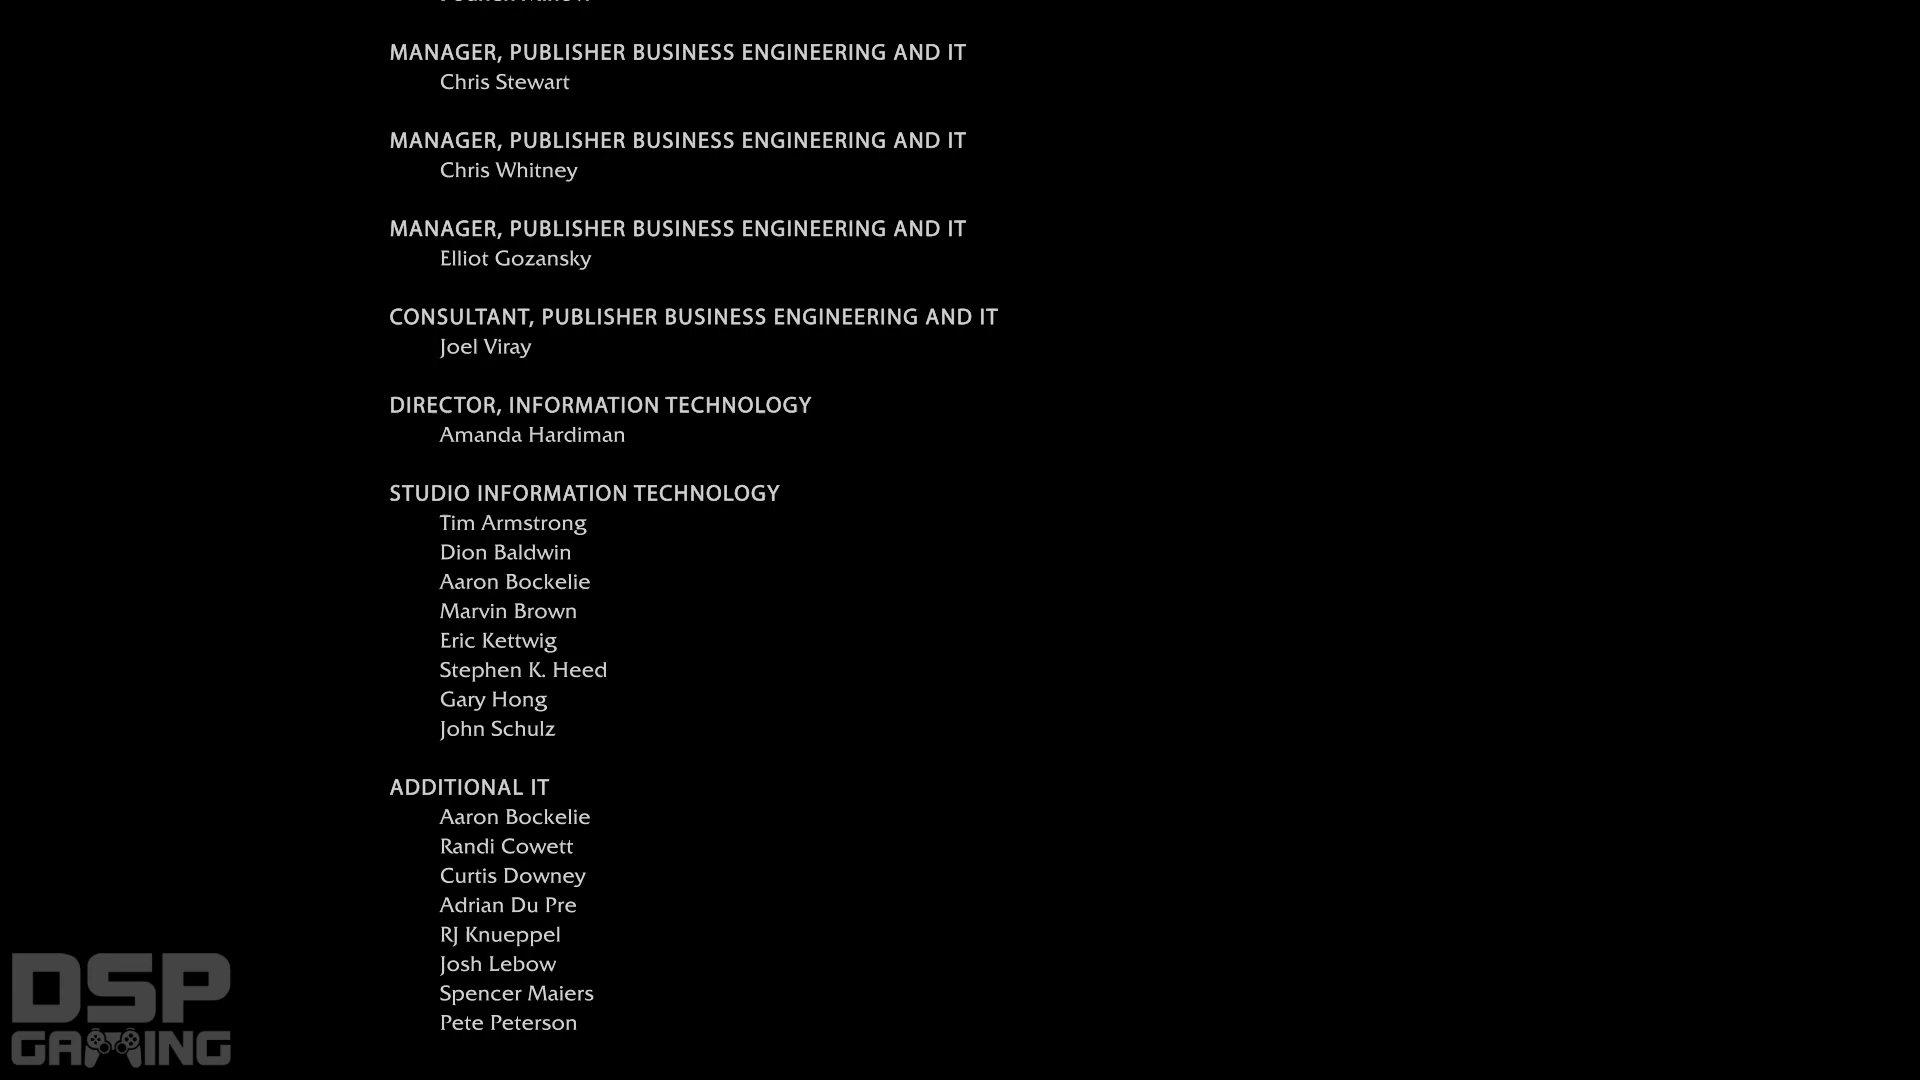 MANAGER, PUBLISHER BUSINESS ENGINEERING AND IT
Chris Stewart
MANAGER, PUBLISHER BUSINESS ENGINEERING AND IT
Chris Whitney
MANAGER, PUBLISHER BUSINESS ENGINEERING AND IT
Elliot Gozansky
CONSULTANT, PUBLISHER BUSINESS ENGINEERING AND IT
Joel Viray
DIRECTOR, INFORMATION TECHNOLOGY
Amanda Hardiman
STUDIO INFORMATION TECHNOLOGY
Tim Armstrong
Dion Baldwin
Aaron Bockelie
Marvin Brown
Eric Kettwig
Stephen K. Heed
Gary Hong
John Schulz
ADDITIONAL IT
Aaron Bockelie
Randi Cowett
Curtis Downey
Adrian Du Pre
RJ Knueppel
Josh Lebow
Spencer Maiers
Pete Peterson
DSP
GAMING